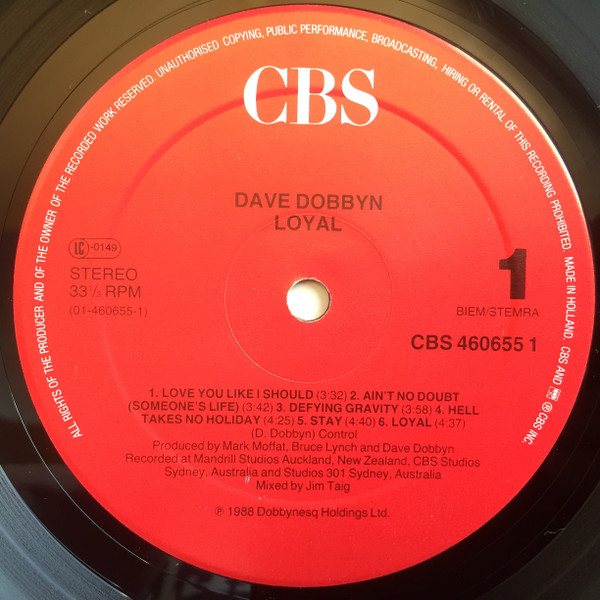 ALL RIGHTS OF THE PRODUCER AND OF THE OWNER OF THE RECORDED WORK RESERVED. UNAUTHORISED COPYING, PUBLIC PERFORMANCE, BROADCASTING, HIRING OR RENTAL OF THIS RECORDING PROHIBITED. MADE IN HOLLAND. CBS AND ARE ® CBS INC.
CBS
DAVE DOBBYN
LOYAL
LC-0149
STEREO
33 1/3 RPM
(01-460655-1)
1
BIEM/STEMRA
CBS 460655 1
1. LOVE YOU LIKE I SHOULD (3:32) 2. AIN'T NO DOUBT
(SOMEONE'S LIFE) (3:42) 3. DEFYING GRAVITY (3:58) 4. HELL
TAKES NO HOLIDAY (4:25) 5. STAY (4:40) 6. LOYAL (4:37)
(D. Dobbyn) Control
Produced by Mark Moffat, Bruce Lynch and Dave Dobbyn
Recorded at Mandrill Studios Auckland, New Zealand, CBS Studios
Sydney, Australia and Studios 301 Sydney, Australia
Mixed by Jim Taig
℗ 1988 Dobbynesq Holdings Ltd.